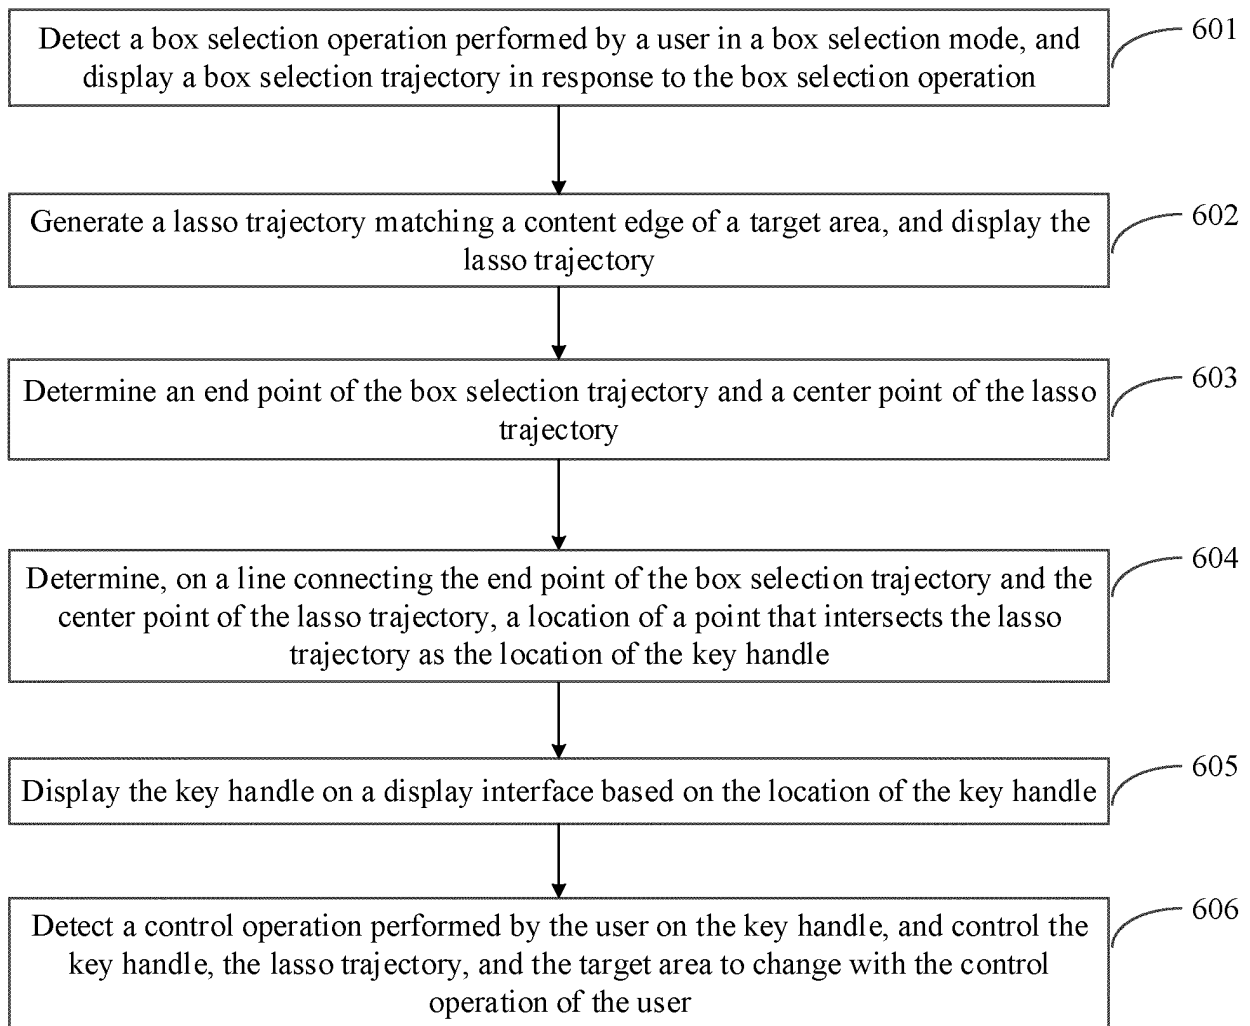 Detect a box selection operation performed by a user in a box selection mode, and
display a box selection trajectory in response to the box selection operation
601
Generate a lasso trajectory matching a content edge of a target area, and display the
lasso trajectory
602
Determine an end point of the box selection trajectory and a center point of the lasso
trajectory
603
Determine, on a line connecting the end point of the box selection trajectory and the
center point of the lasso trajectory, a location of a point that intersects the lasso
trajectory as the location of the key handle
604
Display the key handle on a display interface based on the location of the key handle
605
Detect a control operation performed by the user on the key handle, and control the
key handle, the lasso trajectory, and the target area to change with the control
operation of the user
606